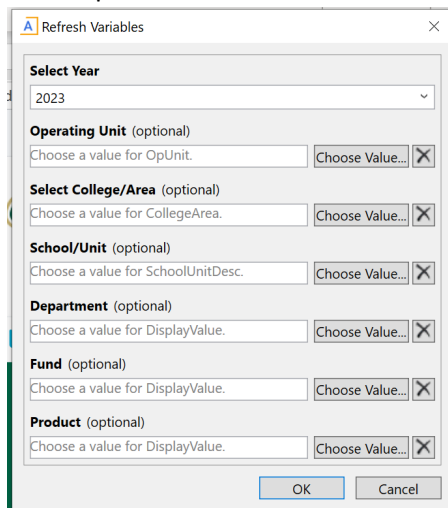 A Refresh Variables
Select Year
2023
Operating Unit (optional)
Choose a value for OpUnit. Choose Value...
Select College/Area (optional)
Choose a value for CollegeArea. Choose Value...
School/Unit (optional)
Choose a value for SchoolUnitDesc. Choose Value...
Department (optional)
Choose a value for DisplayValue. Choose Value...
Fund (optional)
Choose a value for DisplayValue. Choose Value...
Product (optional)
Choose a value for DisplayValue. Choose Value...
OK Cancel